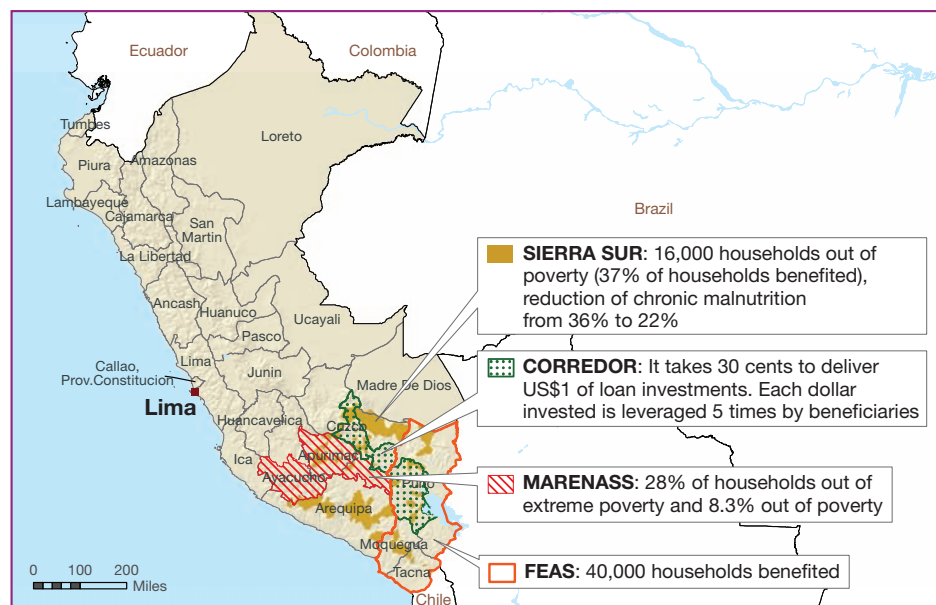 Ecuador
Colombia
Tumbes
Loreto
Piura
Amazonas
Lambayeque
Cajamarca
San
Martin
Brazil
La Libertad
Ancash
Huanuco
Ucayali
Pasco
Lima
Callao,
Prov.Constitucion
Junin
Madre De Dios
Lima
Huancavelica
Cuzco
Ica
Apurimac
Ayacucho
Puno
Arequipa
Moquegua
Tacna
Chile
SIERRA SUR: 16,000 households out of
poverty (37% of households benefited),
reduction of chronic malnutrition
from 36% to 22%
CORREDOR: It takes 30 cents to deliver
US$1 of loan investments. Each dollar
invested is leveraged 5 times by beneficiaries
MARENASS: 28% of households out of
extreme poverty and 8.3% out of poverty
FEAS: 40,000 households benefited
0 100 200
Miles